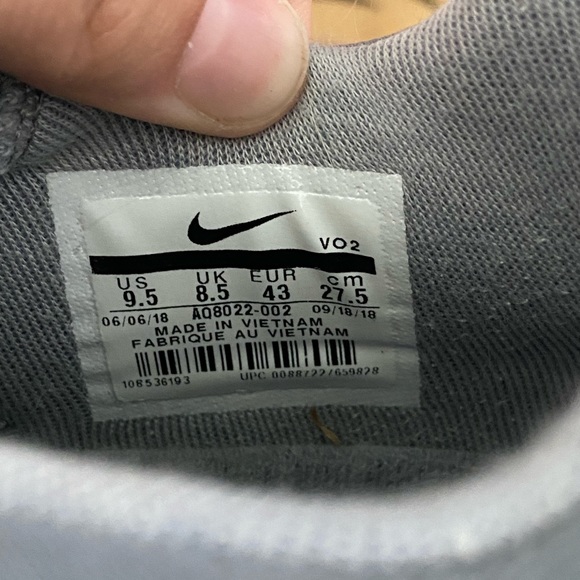 VO2
US UK EUR cm
9.5 8.5 43 27.5
06/06/18 AQ8022-002 09/18/18
MADE IN VIETNAM
FABRIQUE AU VIETNAM
108536193 UPC 00887227659828